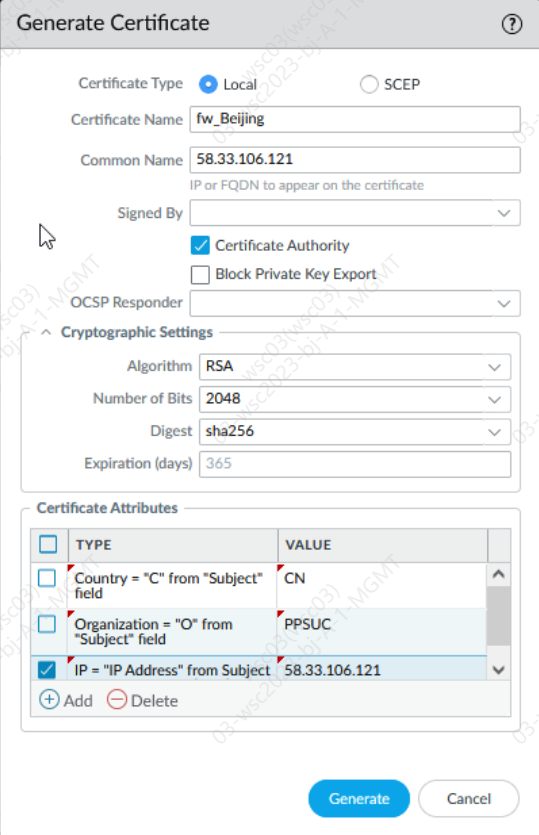 Generate Certificate
Certificate Type Local SCEP
Certificate Name fw_Beijing
Common Name 58.33.106.121
IP or FQDN to appear on the certificate
Signed By
Certificate Authority
Block Private Key Export
OCSP Responder
Cryptographic Settings
Algorithm RSA
Number of Bits 2048
Digest sha256
Expiration (days) 365
Certificate Attributes
TYPE VALUE
Country = "C" from "Subject" CN
field
Organization = "O" from PPSUC
"Subject" field
IP = "IP Address" from Subject 58.33.106.121
Add Delete
Generate Cancel